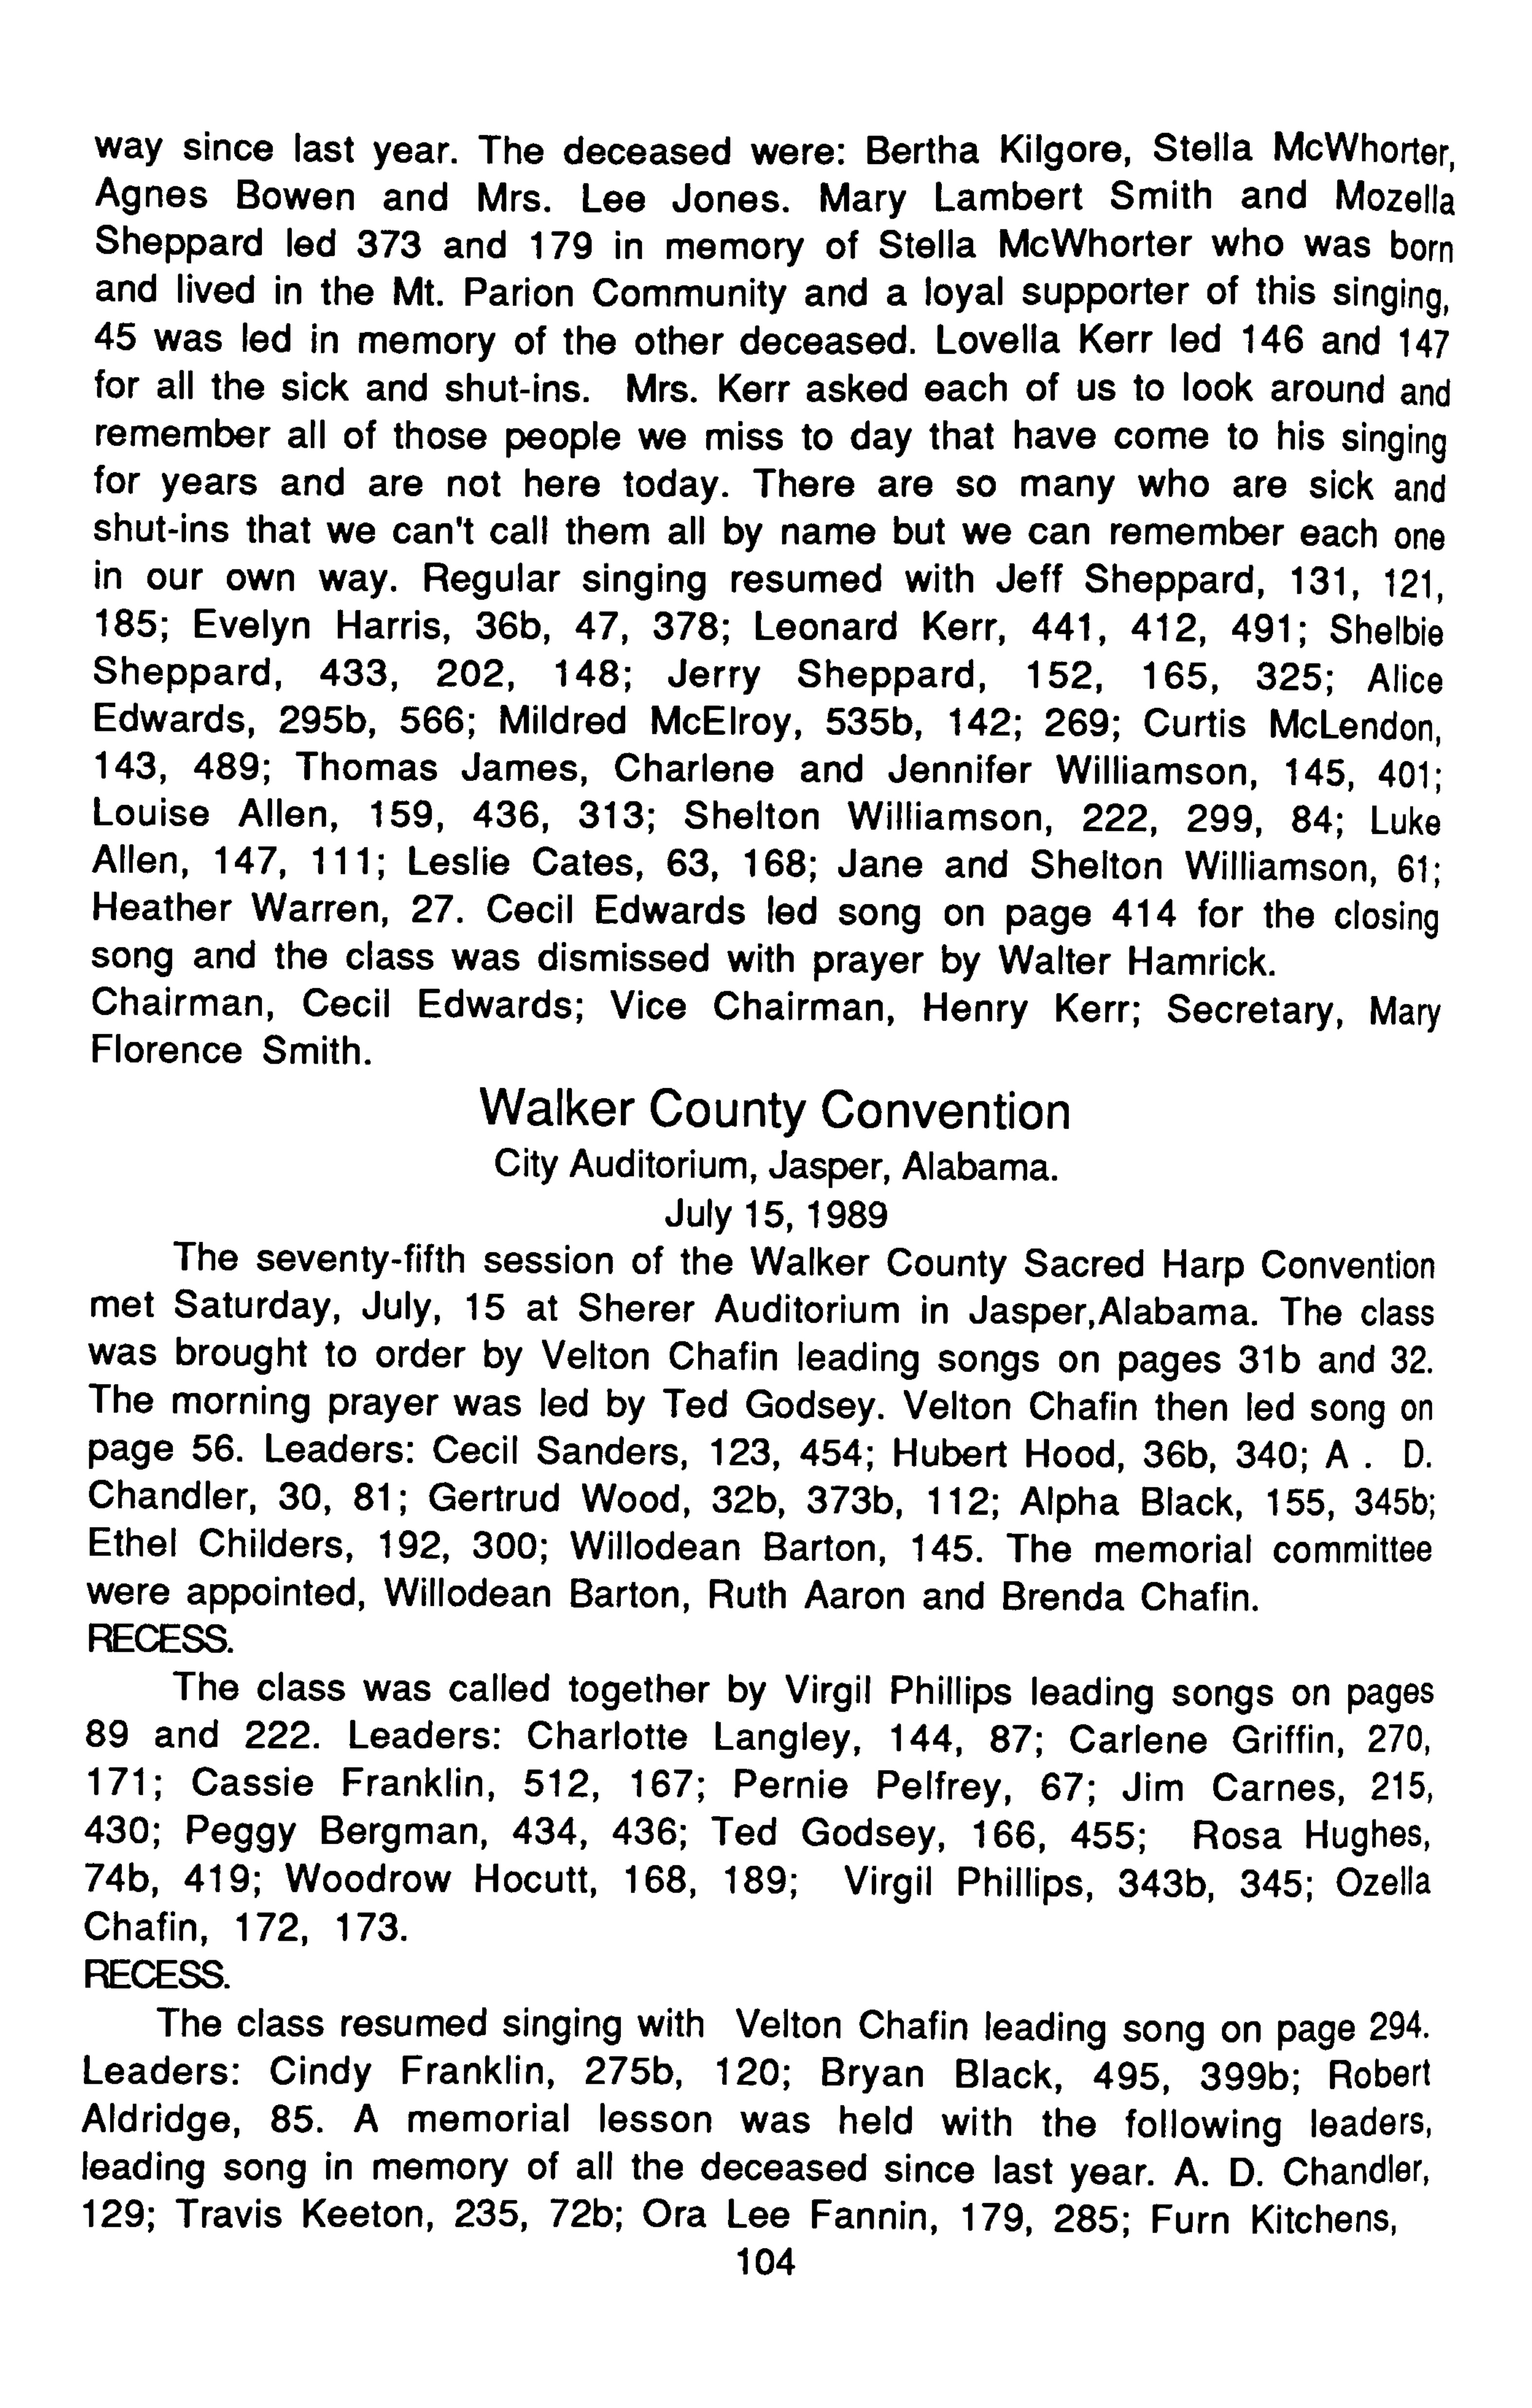 way since last year. The deceased were: Bertha Kilgore, Stella McWhorter,
Agnes Bowen and Mrs. Lee Jones. Mary Lambert Smith and Mozella
Sheppard led 373 and 179 in memory of Stella McWhorter who was born
and lived in the Mt. Parion Community and a loyal supporter of this singing,
45 was led in memory of the other deceased. Lovella Kerr led 146 and 147
for all the sick and shut-ins. Mrs. Kerr asked each of us to look around and
remember all of those people we miss to day that have come to his singing
for years and are not here today. There are so many who are sick and
shut-ins that we can't call them all by name but we can remember each one
in our own way. Regular singing resumed with Jeff Sheppard, 131, 121,
185; Evelyn Harris, 36b, 47, 378; Leonard Kerr, 441, 412, 491; Shelbie
Sheppard, 433, 202, 148; Jerry Sheppard, 152, 165, 325; Alice
Edwards, 295b, 566; Mildred McElroy, 535b, 142; 269; Curtis McLendon,
143, 489; Thomas James, Charlene and Jennifer Williamson, 145, 401;
Louise Allen, 159, 436, 313; Shelton Williamson, 222, 299, 84; Luke
Allen, 147, 111; Leslie Cates, 63, 168; Jane and Shelton Williamson, 61;
Heather Warren, 27. Cecil Edwards led song on page 414 for the closing
song and the class was dismissed with prayer by Walter Hamrick.
Chairman, Cecil Edwards; Vice Chairman, Henry Kerr; Secretary, Mary
Florence Smith.
Walker County Convention
City Auditorium, Jasper, Alabama.
July 15, 1989
The seventy-fifth session of the Walker County Sacred Harp Convention
met Saturday, July, 15 at Sherer Auditorium in Jasper,Alabama. The class
was brought to order by Velton Chafin leading songs on pages 31b and 32.
The morning prayer was led by Ted Godsey. Velton Chafin then led song on
page 56. Leaders: Cecil Sanders, 123, 454; Hubert Hood, 36b, 340; A . D.
Chandler, 30, 81; Gertrud Wood, 32b, 373b, 112; Alpha Black, 155, 345b;
Ethel Childers, 192, 300; Willodean Barton, 145. The memorial committee
were appointed, Willodean Barton, Ruth Aaron and Brenda Chafin.
RECESS.
The class was called together by Virgil Phillips leading songs on pages
89 and 222. Leaders: Charlotte Langley, 144, 87; Carlene Griffin, 270,
171; Cassie Franklin, 512, 167; Pernie Pelfrey, 67; Jim Carnes, 215,
430; Peggy Bergman, 434, 436; Ted Godsey, 166, 455; Rosa Hughes,
74b, 419; Woodrow Hocutt, 168, 189; Virgil Phillips, 343b, 345; Ozella
Chafin, 172, 173.
RECESS.
The class resumed singing with Velton Chafin leading song on page 294.
Leaders: Cindy Franklin, 275b, 120; Bryan Black, 495, 399b; Robert
Aldridge, 85. A memorial lesson was held with the following leaders,
leading song in memory of all the deceased since last year. A. D. Chandler,
129; Travis Keeton, 235, 72b; Ora Lee Fannin, 179, 285; Furn Kitchens,
104